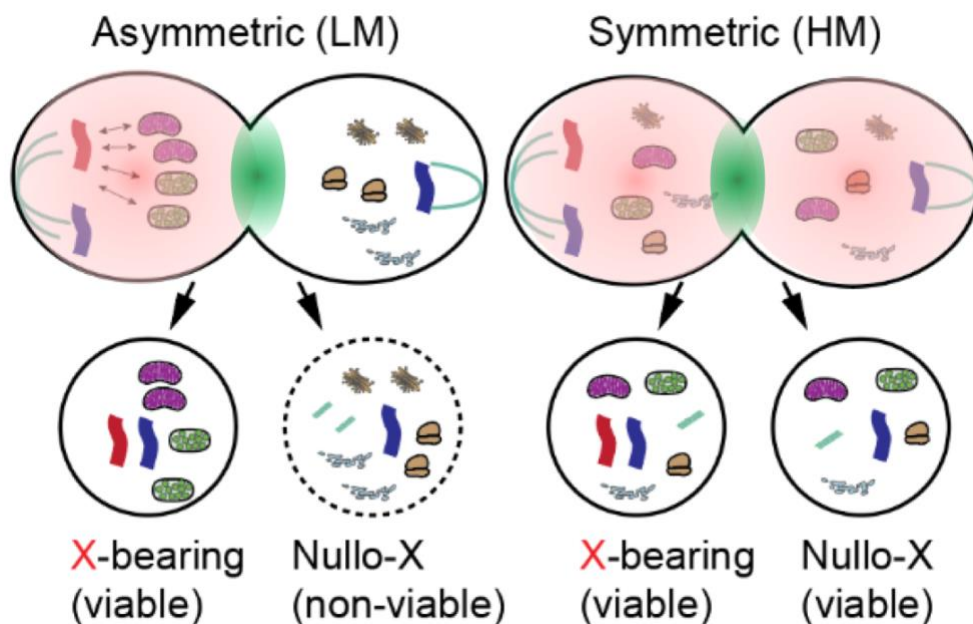 Asymmetric (LM)
Symmetric (HM)
X-bearing
(viable)
Nullo-X
(non-viable)
X-bearing
(viable)
Nullo-X
(viable)